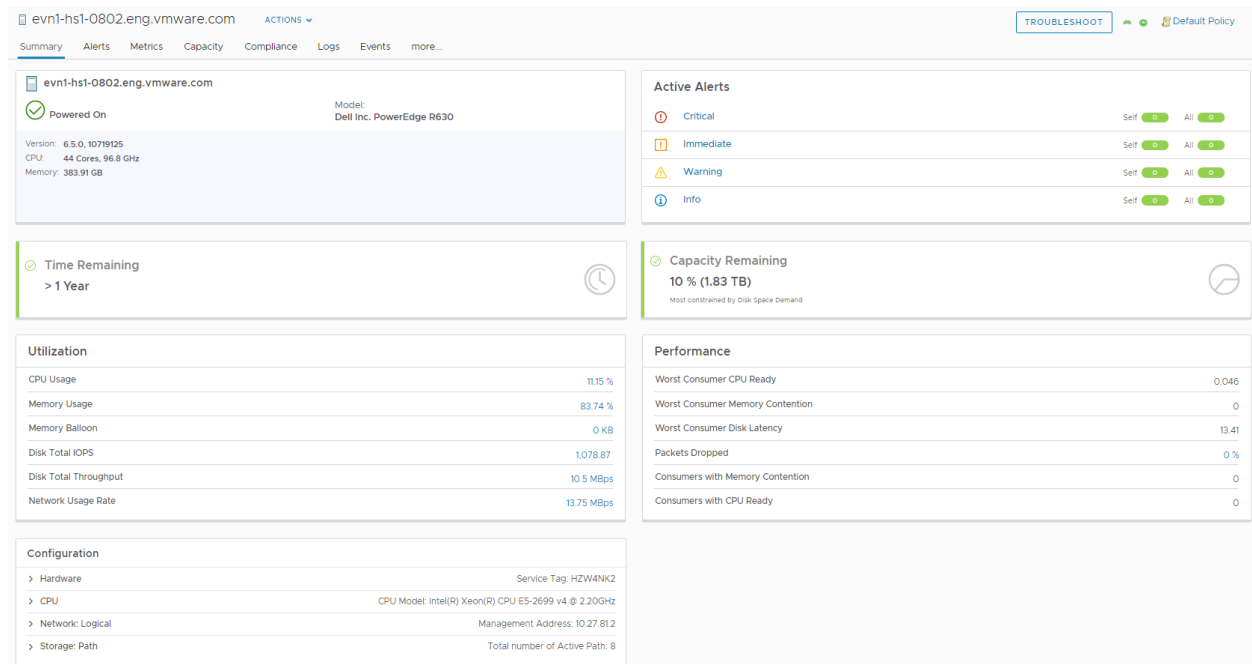 evn1-hs1-0802.eng.vmware.com ACTIONS TROUBLESHOOT Default Policy
Summary Alerts Metrics Capacity Compliance Logs Events more...
evn1-hs1-0802.eng.vmware.com
Powered On
Model:
Dell Inc. PowerEdge R630
Version: 6.5.0, 10719125
CPU: 44 Cores, 96.8 GHz
Memory: 383.91 GB
Active Alerts
Critical Self 0 All 0
Immediate Self 0 All 0
Warning Self 0 All 0
Info Self 0 All 0
Time Remaining
> 1 Year
Capacity Remaining
10 % (1.83 TB)
Most constrained by Disk Space Demand
Utilization
CPU Usage 11.15 %
Memory Usage 83.74 %
Memory Balloon 0 KB
Disk Total IOPS 1,078.87
Disk Total Throughput 10.5 MBps
Network Usage Rate 13.75 MBps
Performance
Worst Consumer CPU Ready 0.046
Worst Consumer Memory Contention 0
Worst Consumer Disk Latency 13.41
Packets Dropped 0 %
Consumers with Memory Contention 0
Consumers with CPU Ready 0
Configuration
> Hardware Service Tag: HZW4NK2
> CPU CPU Model: Intel(R) Xeon(R) CPU E5-2699 v4 @ 2.20GHz
> Network: Logical Management Address: 10.27.81.2
> Storage: Path Total number of Active Path: 8